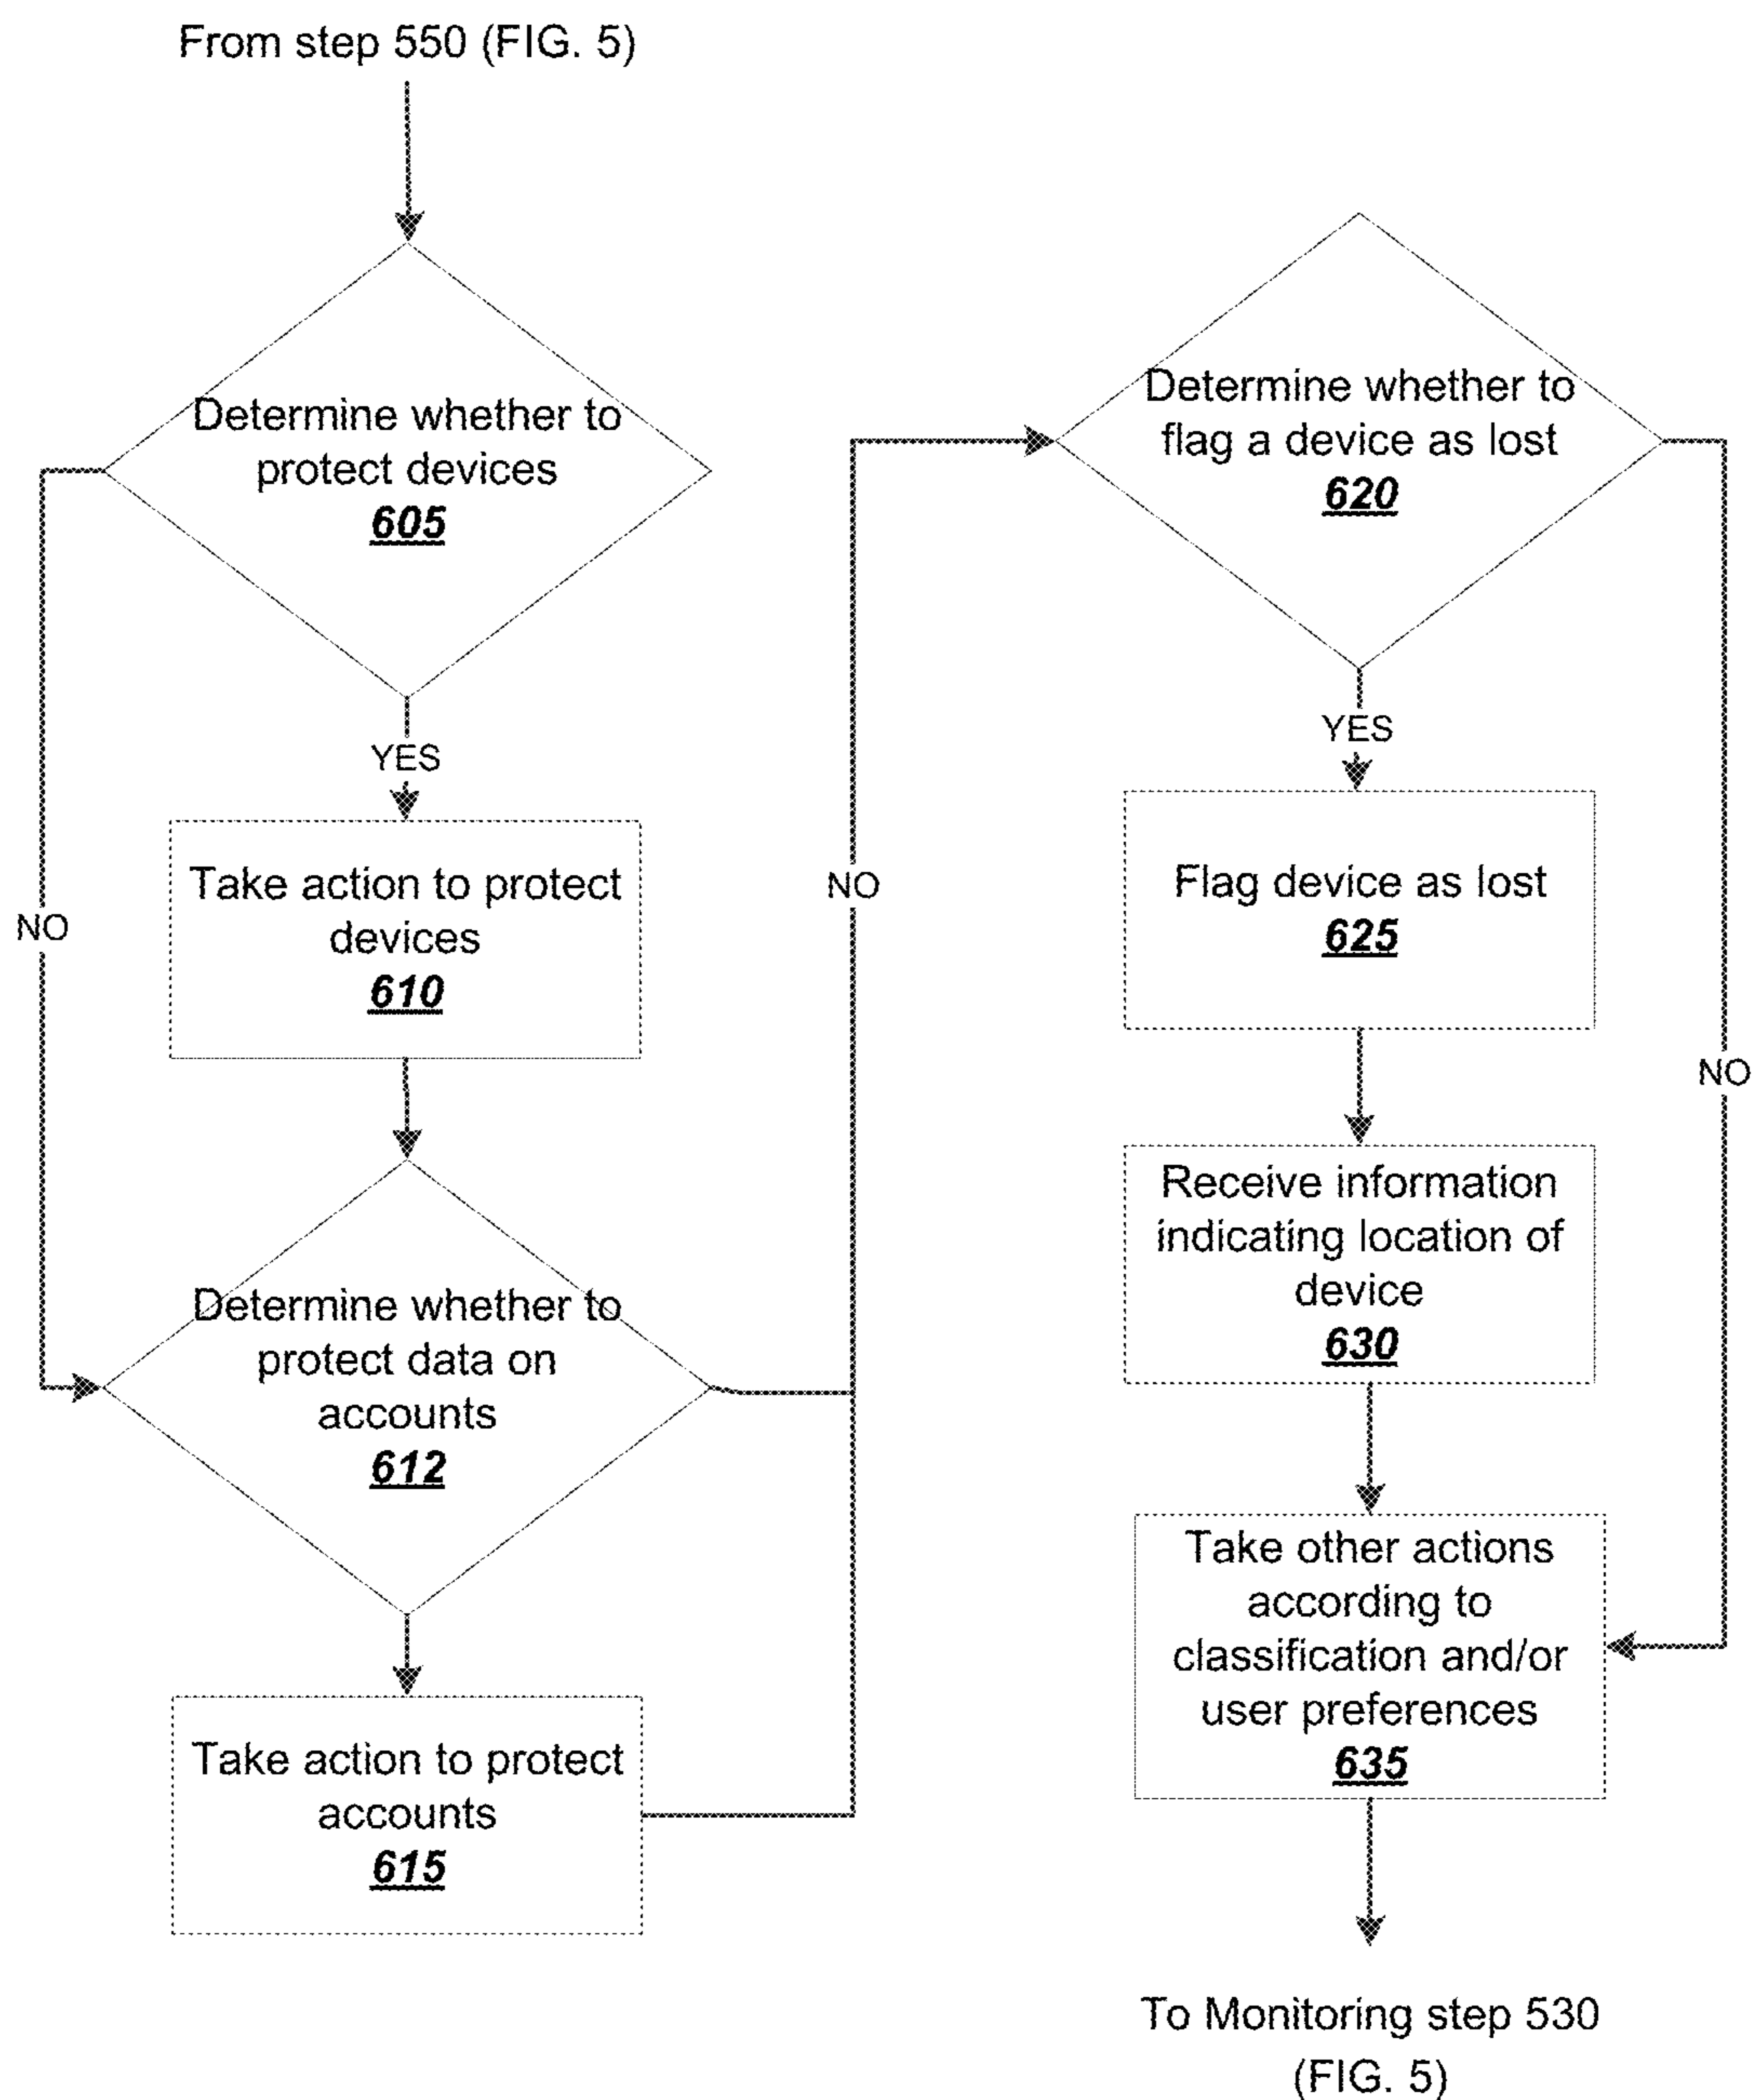 From step 550 (FIG. 5)
Determine whether to
protect devices
605
YES
NO
Take action to protect
devices
610
Determine whether to
protect data on
accounts
612
Take action to protect
accounts
615
NO
Determine whether to
flag a device as lost
620
YES
Flag device as lost
625
NO
Receive information
indicating location of
device
630
Take other actions
according to
classification and/or
user preferences
635
To Monitoring step 530
(FIG. 5)